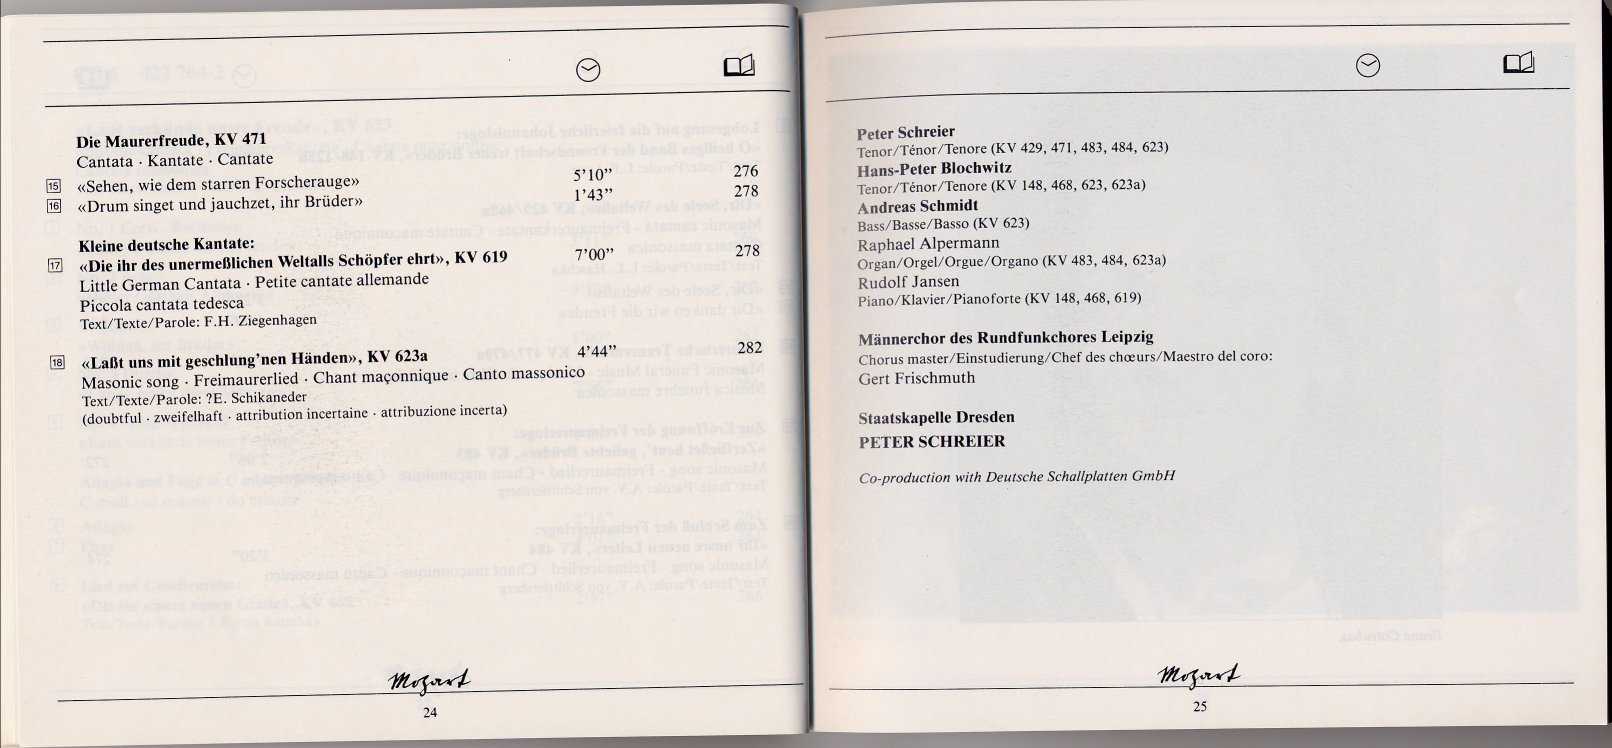 Die Maurerfreude, KV 471
Cantata · Kantate · Cantate
15 «Sehen, wie dem starren Forscherauge» 5'10” 276
16 «Drum singet und jauchzet, ihr Brüder» 1'43” 278
Kleine deutsche Kantate:
17 «Die ihr des unermeßlichen Weltalls Schöpfer ehrt», KV 619 7'00” 278
Little German Cantata · Petite cantate allemande
Piccola cantata tedesca
Text/Texte/Parole: F.H. Ziegenhagen
18 «Laßt uns mit geschlung'nen Händen», KV 623a 4'44” 282
Masonic song · Freimaurerlied · Chant maçonnique · Canto massonico
Text/Texte/Parole: ?E. Schikaneder
(doubtful · zweifelhaft · attribution incertaine · attribuzione incerta)
Mozart
24
Peter Schreier
Tenor/Ténor/Tenore (KV 429, 471, 483, 484, 623)
Hans-Peter Blochwitz
Tenor/Ténor/Tenore (KV 148, 468, 623, 623a)
Andreas Schmidt
Bass/Basse/Basso (KV 623)
Raphael Alpermann
Organ/Orgel/Orgue/Organo (KV 483, 484, 623a)
Rudolf Jansen
Piano/Klavier/Pianoforte (KV 148, 468, 619)
Männerchor des Rundfunkchores Leipzig
Chorus master/Einstudierung/Chef des chœurs/Maestro del coro:
Gert Frischmuth
Staatskapelle Dresden
PETER SCHREIER
Co-production with Deutsche Schallplatten GmbH
Mozart
25